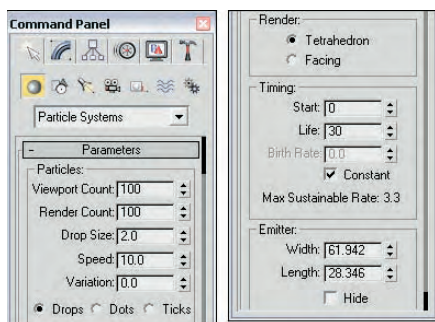 Command Panel
Particle Systems
- Parameters
Particles:
Viewport Count: 100
Render Count: 100
Drop Size: 2.0
Speed: 10.0
Variation: 0.0
Drops Dots Ticks
Render:
Tetrahedron
Facing
Timing:
Start: 0
Life: 30
Birth Rate: 0.0
Constant
Max Sustainable Rate: 3.3
Emitter:
Width: 61.942
Length: 28.346
Hide